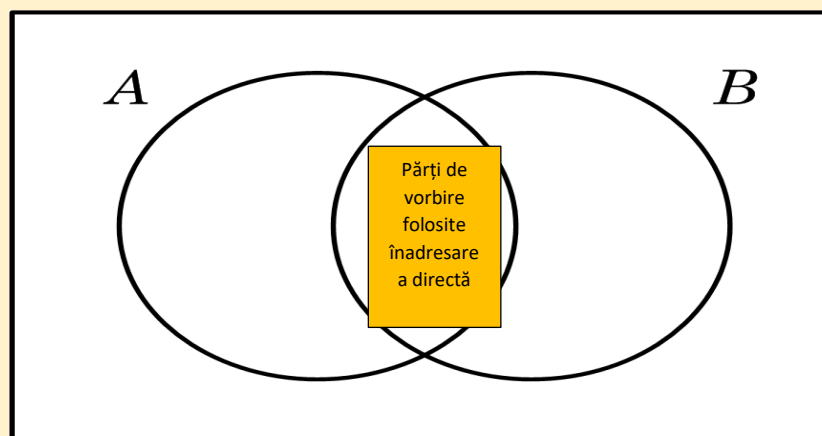 A
B
Părți de
vorbire
folosite
înadresare
a directă